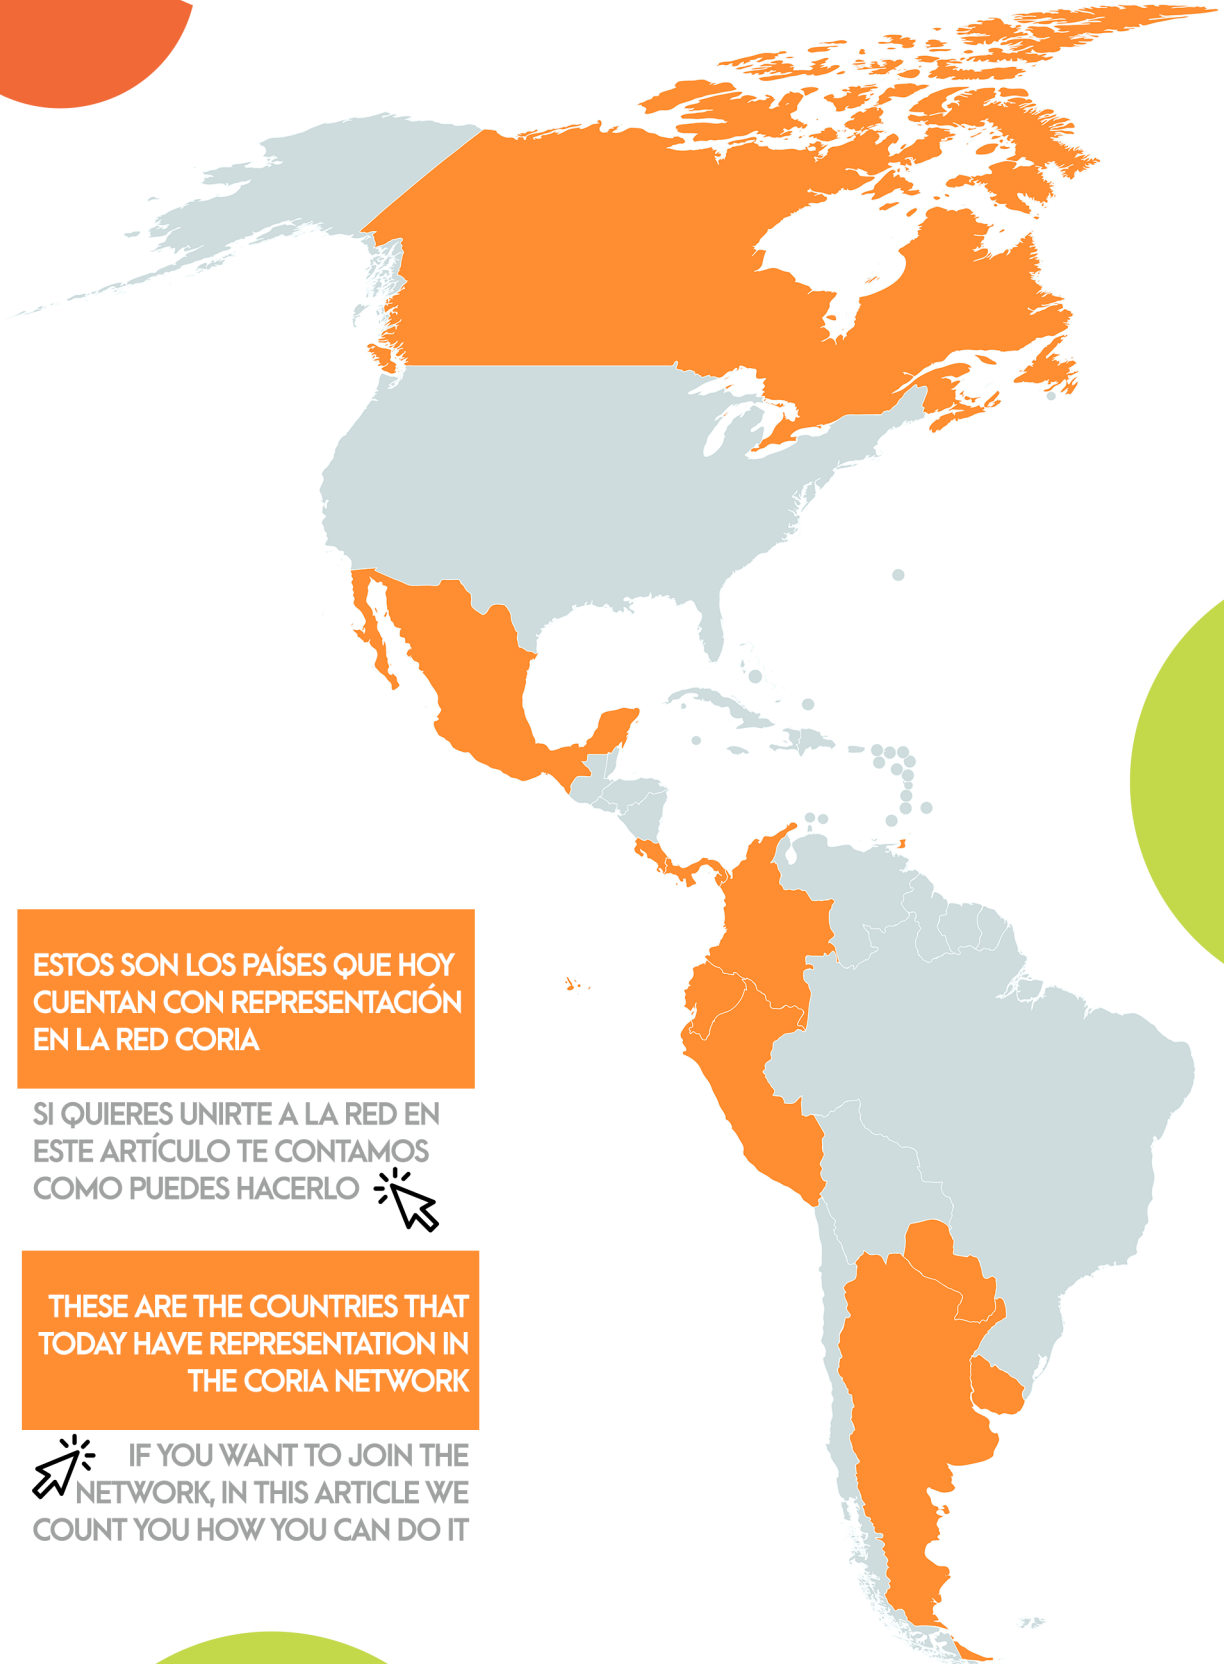 ESTOS SON LOS PAÍSES QUE HOY
CUENTAN CON REPRESENTACIÓN
EN LA RED CORIA
SI QUIERES UNIRTE A LA RED EN
ESTE ARTÍCULO TE CONTAMOS
COMO PUEDES HACERLO
THESE ARE THE COUNTRIES THAT
TODAY HAVE REPRESENTATION IN
THE CORIA NETWORK
IF YOU WANT TO JOIN THE
NETWORK, IN THIS ARTICLE WE
COUNT YOU HOW YOU CAN DO IT